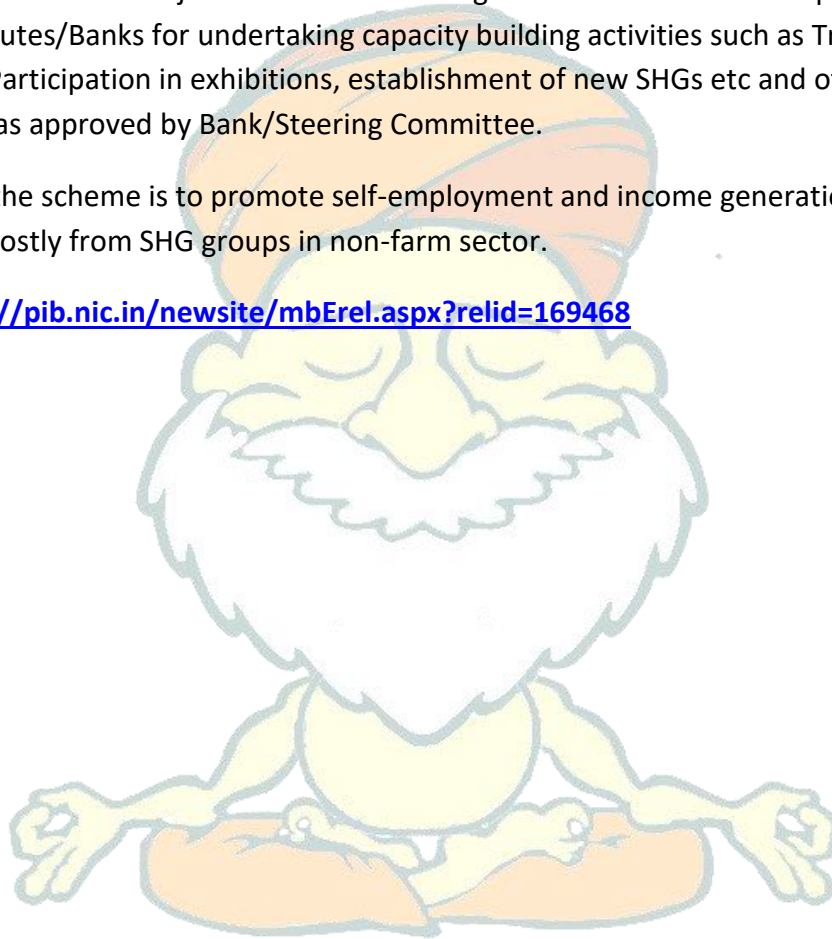 utes/Banks for undertaking capacity building activities such as Tr
Participation in exhibitions, establishment of new SHGs etc and o
as approved by Bank/Steering Committee.
the scheme is to promote self-employment and income generatio
ostly from SHG groups in non-farm sector.
//pib.nic.in/newsite/mbErel.aspx?relid=169468